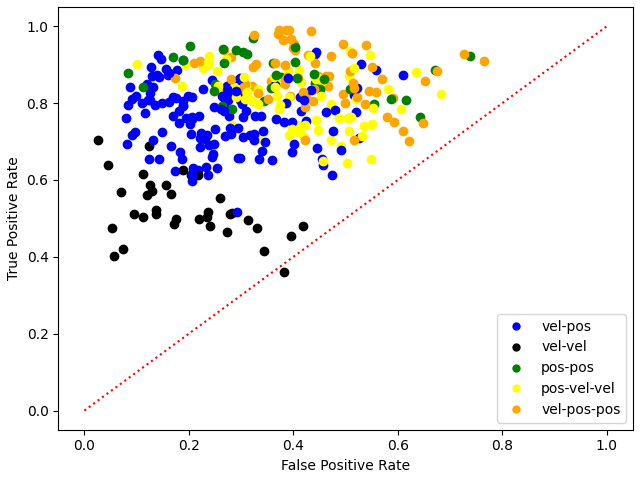 1.0
0.8
0.6
0.4
0.2
0.0
True Positive Rate
vel-pos
vel-vel
pos-pos
pos-vel-vel
vel-pos-pos
0.0 0.2 0.4 0.6 0.8 1.0
False Positive Rate